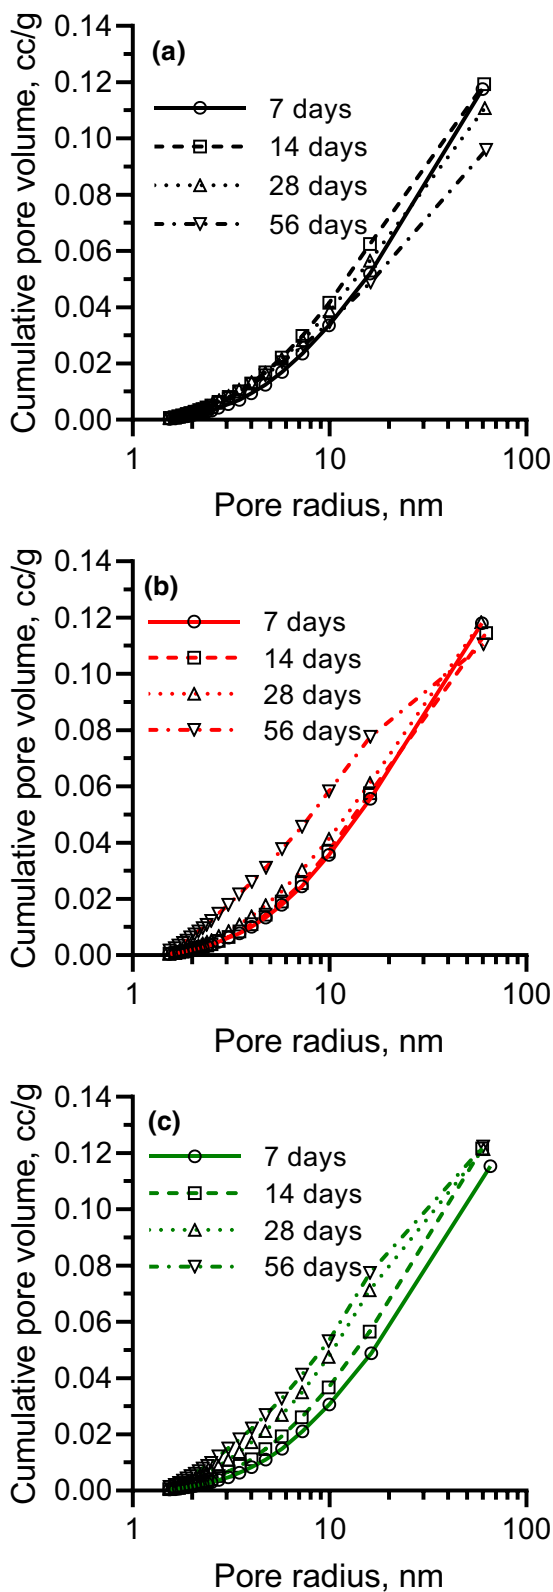 Cumulative pore volume, cc/g
0.14
0.12
0.10
0.08
0.06
0.04
0.02
0.00
(a)
7 days
14 days
28 days
56 days
1
10
100
Pore radius, nm
Cumulative pore volume, cc/g
0.14
0.12
0.10
0.08
0.06
0.04
0.02
0.00
(b)
7 days
14 days
28 days
56 days
1
10
100
Pore radius, nm
Cumulative pore volume, cc/g
0.14
0.12
0.10
0.08
0.06
0.04
0.02
0.00
(c)
7 days
14 days
28 days
56 days
1
10
100
Pore radius, nm